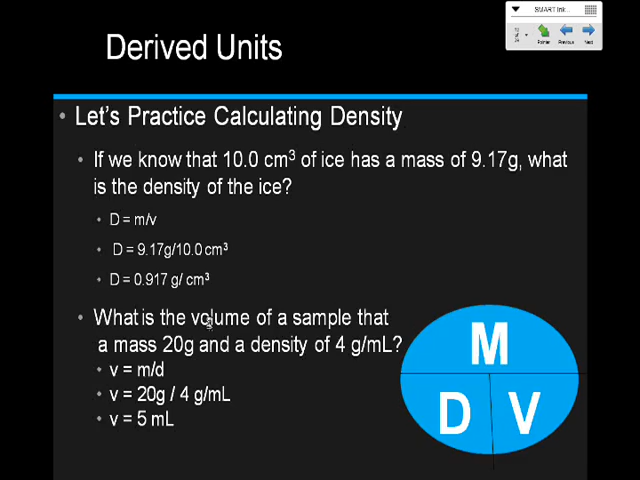 SMART Ink...
Pointer Previous Next
Derived Units
• Let's Practice Calculating Density
• If we know that 10.0 cm³ of ice has a mass of 9.17g, what
is the density of the ice?
• D = m/v
• D = 9.17g/10.0 cm³
• D = 0.917 g/ cm³
• What is the volume of a sample that
a mass 20g and a density of 4 g/mL?
• v = m/d
• v = 20g / 4 g/mL
• v = 5 mL
M
D V